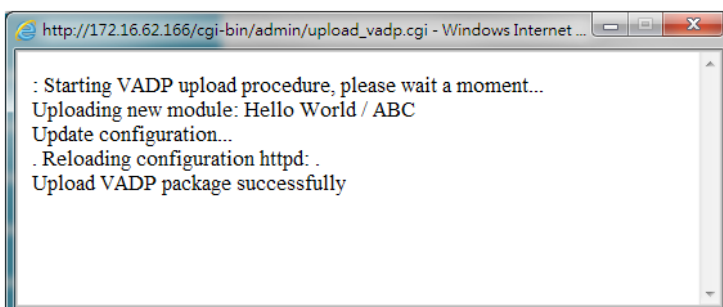 http://172.16.62.166/cgi-bin/admin/upload_vadp.cgi - Windows Internet ...
: Starting VADP upload procedure, please wait a moment...
Uploading new module: Hello World / ABC
Update configuration...
. Reloading configuration httpd: .
Upload VADP package successfully